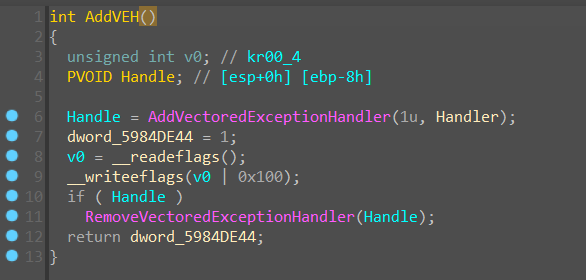 1 int AddVEH()
2 {
3   unsigned int v0; // kr00_4
4   PVOID Handle; // [esp+0h] [ebp-8h]
5
6   Handle = AddVectoredExceptionHandler(1u, Handler);
7   dword_5984DE44 = 1;
8   v0 = __readeflags();
9   __writeeflags(v0 | 0x100);
10   if ( Handle )
11     RemoveVectoredExceptionHandler(Handle);
12   return dword_5984DE44;
13 }